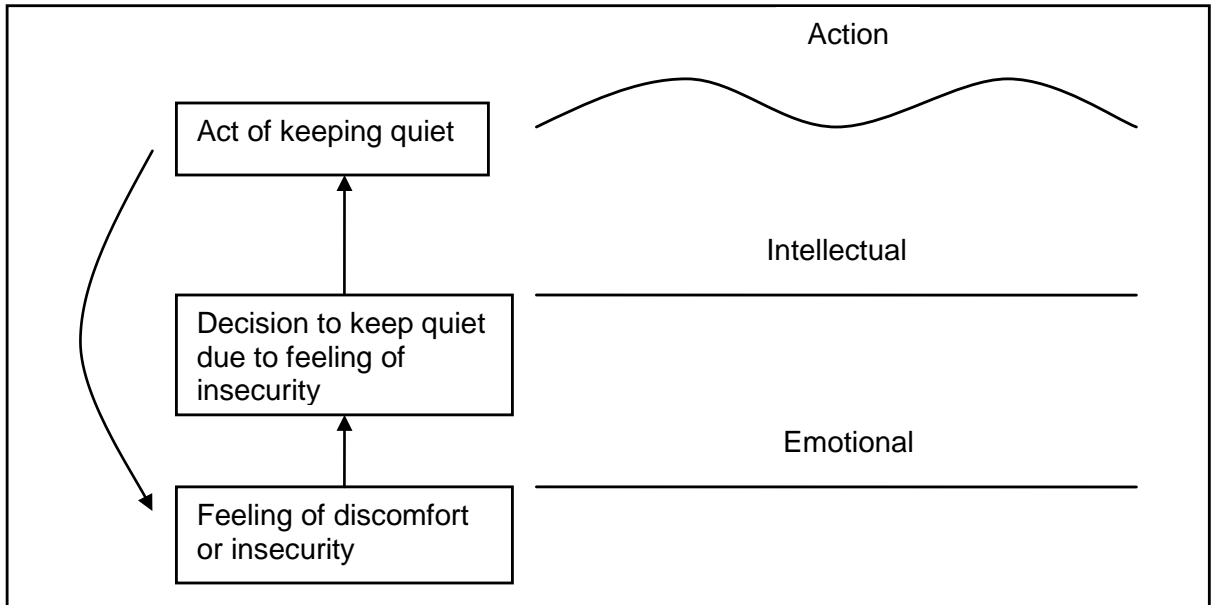 Action
Act of keeping quiet
Intellectual
Decision to keep quiet
due to feeling of
insecurity
Emotional
Feeling of discomfort
or insecurity